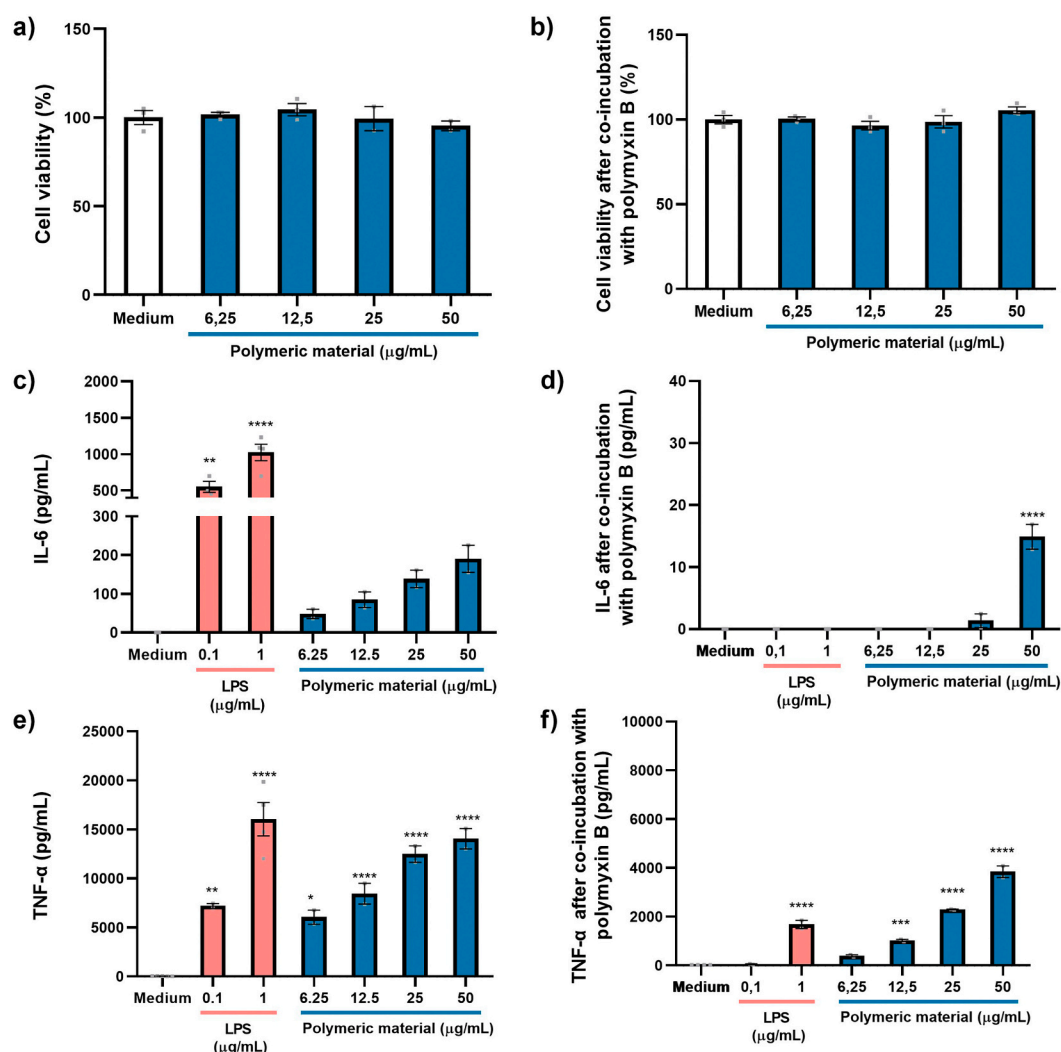 a)
Cell viability (%)
150
100
50
0
Medium 6,25 12,5 25 50
Polymeric material (µg/mL)
b)
Cell viability after co-incubation
with polymyxin B (%)
150
100
50
0
Medium 6,25 12,5 25 50
Polymeric material (µg/mL)
c)
IL-6 (pg/mL)
2000
1500
1000
500
300
200
100
0
** ****
Medium 0.1 1 6,25 12,5 25 50
LPS Polymeric material (µg/mL)
(µg/mL)
d)
IL-6 after co-incubation
with polymyxin B (pg/mL)
40
30
20
10
0
****
Medium 0,1 1 6,25 12,5 25 50
LPS Polymeric material (µg/mL)
(µg/mL)
e)
TNF-α (pg/mL)
25000
20000
15000
10000
5000
0
** **** * **** **** ****
Medium 0.1 1 6,25 12.5 25 50
LPS Polymeric material (µg/mL)
(µg/mL)
f)
TNF-α after co-incubation with
polymyxin B (pg/mL)
10000
8000
6000
4000
2000
0
**** *** **** ****
Medium 0,1 1 6,25 12,5 25 50
LPS Polymeric material (µg/mL)
(µg/mL)